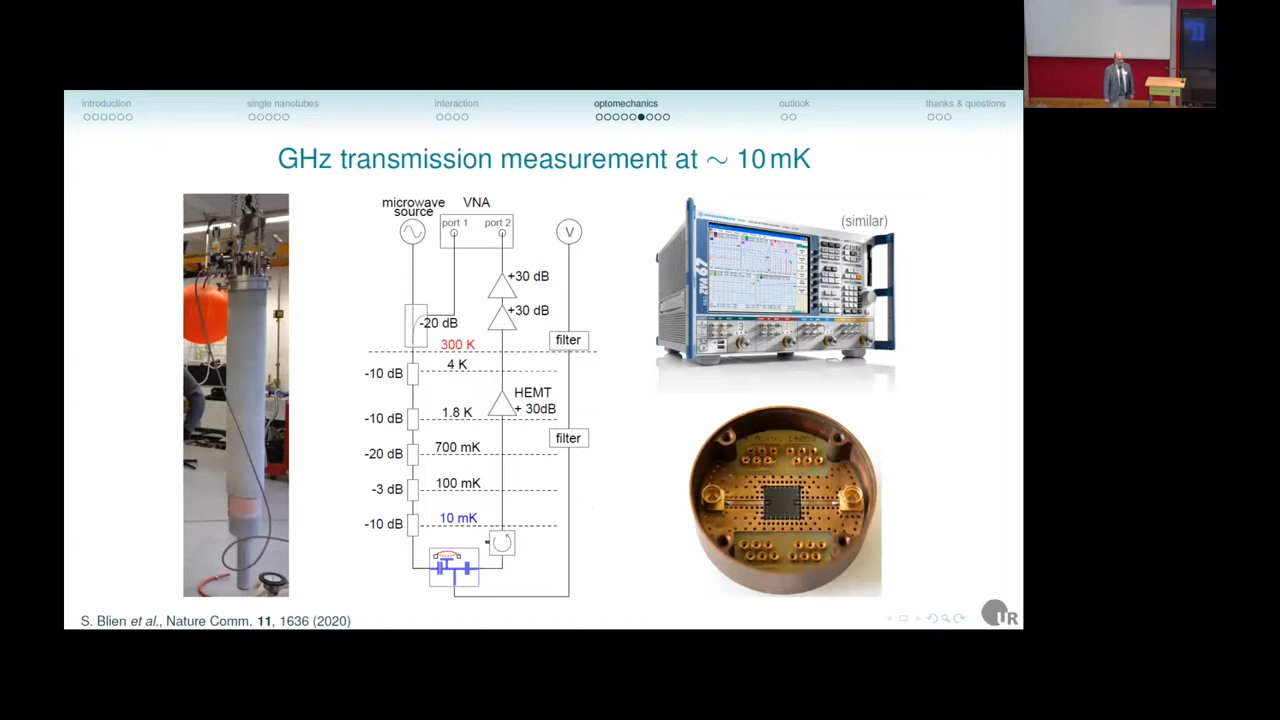 introduction
single nanotubes
interaction
optomechanics
outlook
thanks & questions
GHz transmission measurement at ∼ 10 mK
microwave
source
VNA
port 1
port 2
V
(similar)
+30 dB
+30 dB
-20 dB
filter
300 K
4 K
-10 dB
HEMT
+ 30dB
1.8 K
-10 dB
filter
700 mK
-20 dB
100 mK
-3 dB
10 mK
-10 dB
ZVA 67
S. Blien et al., Nature Comm. 11, 1636 (2020)
UR